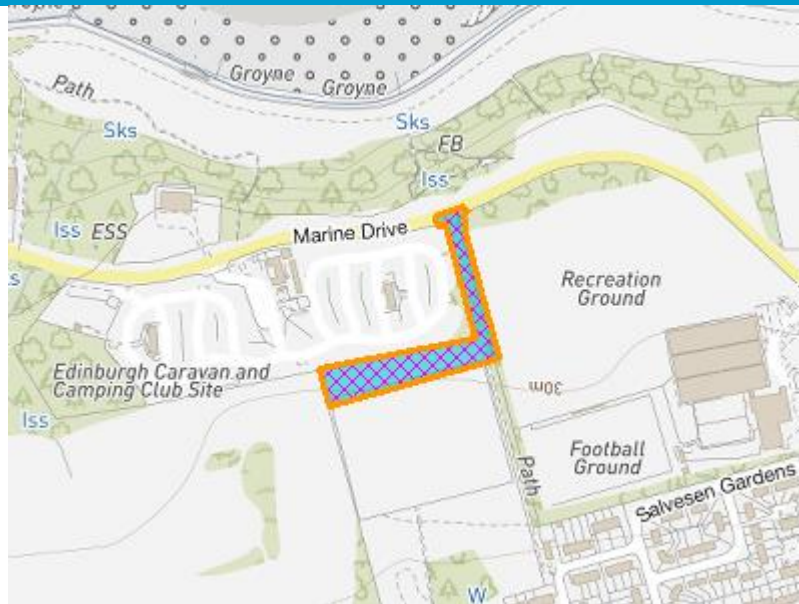 Groyne
Groyne
Path
Sks
Sks
FB
Iss
Iss
ESS
Marine Drive
Recreation
Ground
Edinburgh Caravan and
Camping Club Site
30m
Iss
Football
Ground
Path
Salvesen Gardens
W